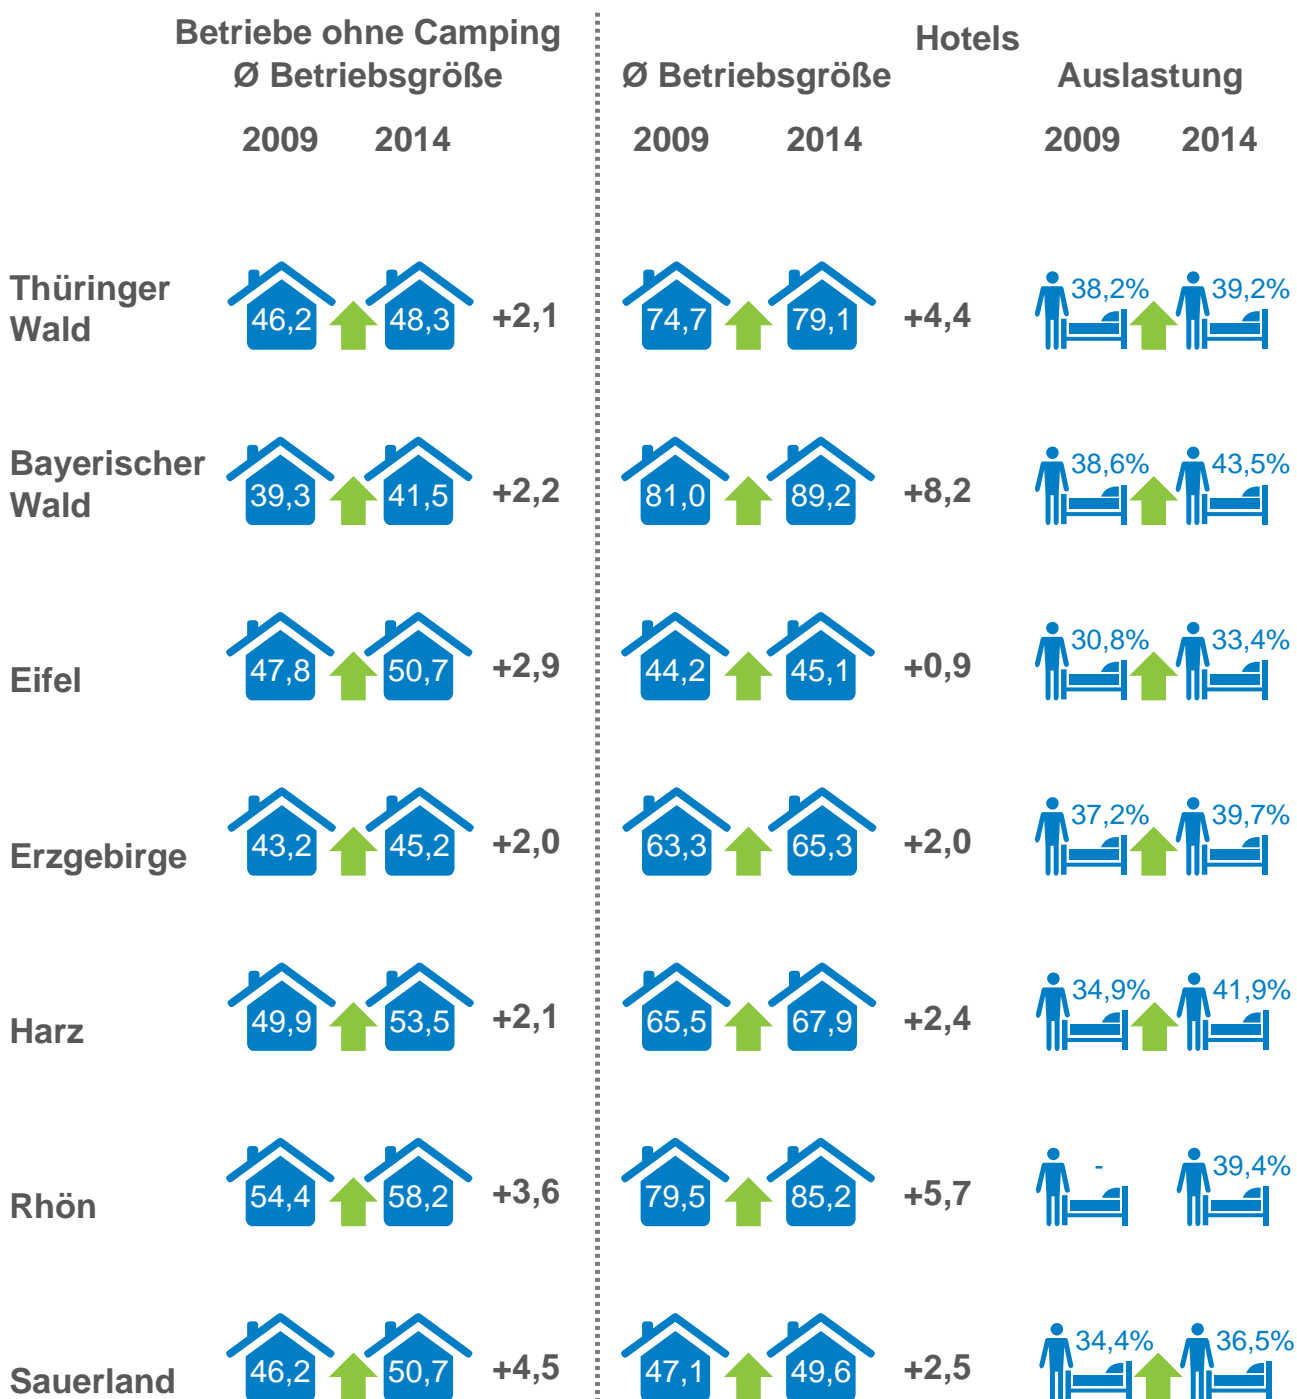 Betriebe ohne Camping
Hotels
Ø Betriebsgröße
Ø Betriebsgröße
Auslastung
2009 2014
2009 2014
2009 2014
Thüringer
Wald
46,2 48,3 +2,1 74,7 79,1 +4,4 38,2% 39,2%
Bayerischer
Wald
39,3 41,5 +2,2 81,0 89,2 +8,2 38,6% 43,5%
Eifel
47,8 50,7 +2,9 44,2 45,1 +0,9 30,8% 33,4%
Erzgebirge
43,2 45,2 +2,0 63,3 65,3 +2,0 37,2% 39,7%
Harz
49,9 53,5 +2,1 65,5 67,9 +2,4 34,9% 41,9%
Rhön
54,4 58,2 +3,6 79,5 85,2 +5,7 - 39,4%
Sauerland
46,2 50,7 +4,5 47,1 49,6 +2,5 34,4% 36,5%